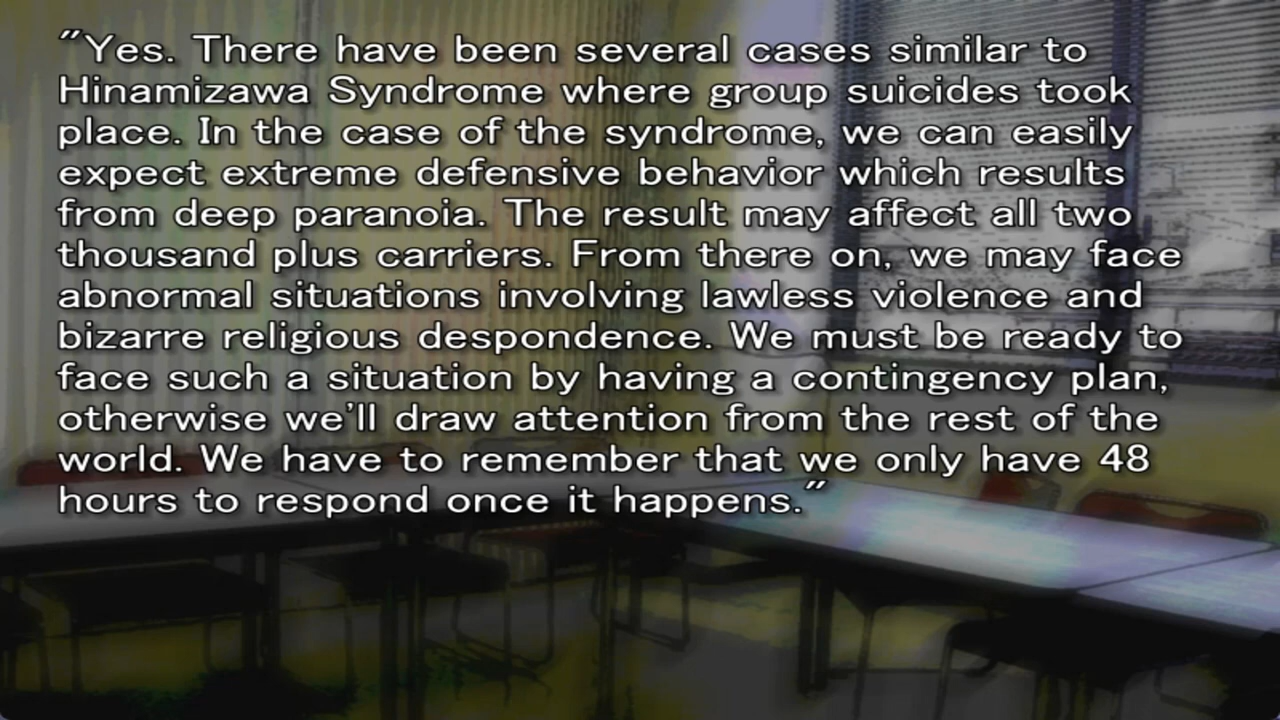 "Yes. There have been several cases similar to
Hinamizawa Syndrome where group suicides took
place. In the case of the syndrome, we can easily
expect extreme defensive behavior which results
from deep paranoia. The result may affect all two
thousand plus carriers. From there on, we may face
abnormal situations involving lawless violence and
bizarre religious despondence. We must be ready to
face such a situation by having a contingency plan,
otherwise we'll draw attention from the rest of the
world. We have to remember that we only have 48
hours to respond once it happens."